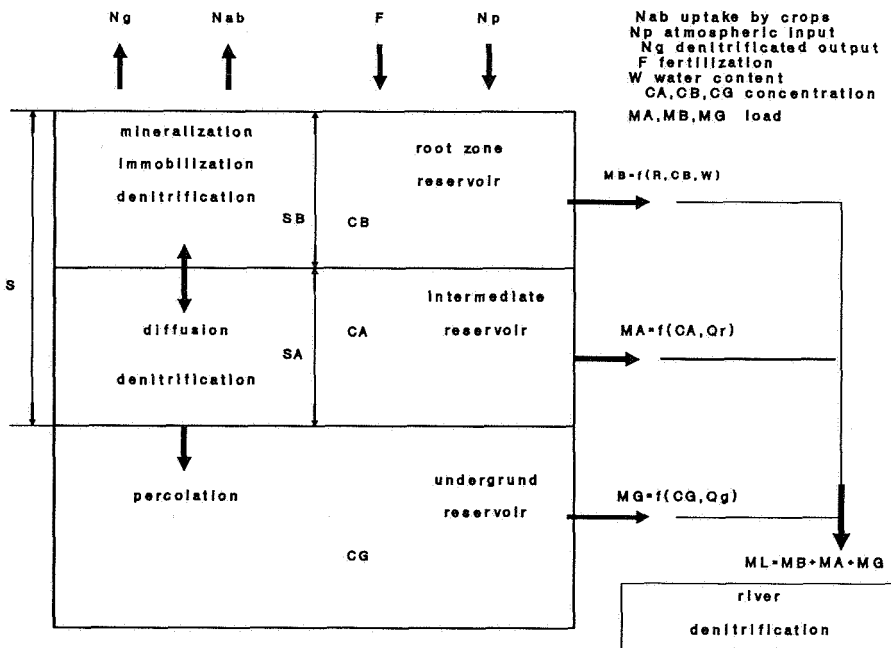 Ng
Nab
F
Np
Nab uptake by crops
Np atmospheric input
Ng denitrificated output
F fertilization
W water content
CA,CB,CG concentration
MA,MB,MG load
mineralization
immobilization
denitrification
root zone
reservoir
MB=f(R,CB,W)
SB
CB
S
diffusion
denitrification
SA
CA
intermediate
reservoir
MA=f(CA,Qr)
percolation
undergrund
reservoir
MG=f(CG,Qg)
CG
ML=MB+MA+MG
river
denitrification